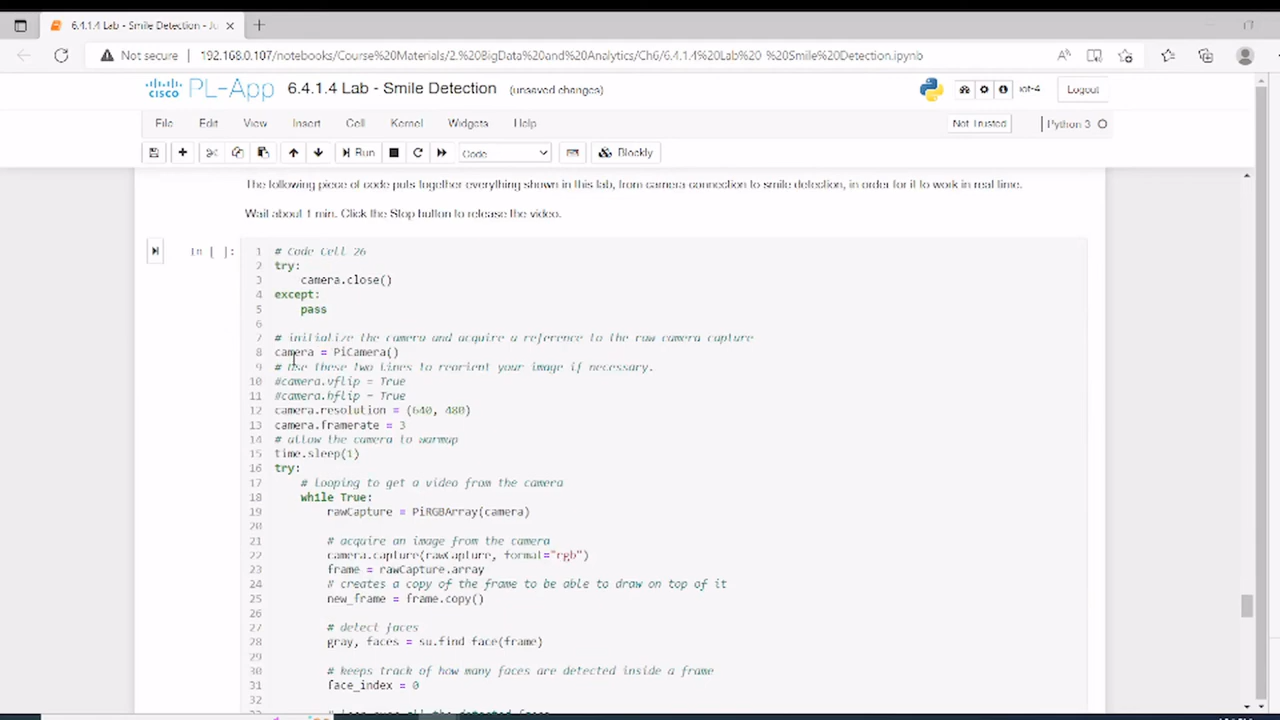 6.4.1.4 Lab - Smile Detection - Ju
Not secure
192.168.0.107/notebooks/Course%20Materials/2.%20BigData%20and%20Analytics/Ch6/6.4.1.4%20Lab%20 %20Smile%20Detection.ipynb
CISCO PL-App 6.4.1.4 Lab - Smile Detection (unsaved changes)
iot-4
Logout
File Edit View Insert Cell Kernel Widgets Help
Not Trusted
Python 3
Run
Code
Blockly
The following piece of code puts together everything shown in this lab, from camera connection to smile detection, in order for it to work in real time.
Wait about 1 min. Click the Stop button to release the video.
In [ ]:
1 # Code Cell 26
2 try:
3 camera.close()
4 except:
5 pass
6
7 # initialize the camera and acquire a reference to the raw camera capture
8 camera = PiCamera()
9 # Use these two lines to reorient your image if necessary.
10 #camera.vflip = True
11 #camera.hflip = True
12 camera.resolution = (640, 480)
13 camera.framerate = 3
14 # allow the camera to warmup
15 time.sleep(1)
16 try:
17 # Looping to get a video from the camera
18 while True:
19 rawCapture = PiRGBArray(camera)
20
21 # acquire an image from the camera
22 camera.capture(rawCapture, format="rgb")
23 frame = rawCapture.array
24 # creates a copy of the frame to be able to draw on top of it
25 new_frame = frame.copy()
26
27 # detect faces
28 gray, faces = su.find_face(frame)
29
30 # keeps track of how many faces are detected inside a frame
31 face_index = 0
32